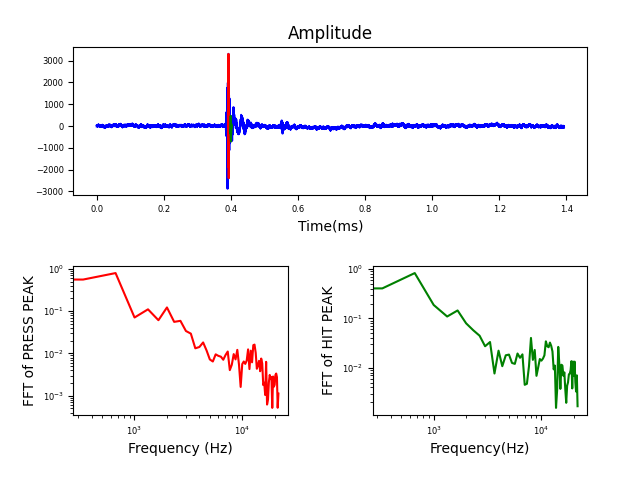 Amplitude
3000
2000
1000
0
−1000
−2000
−3000
0.0 0.2 0.4 0.6 0.8 1.0 1.2 1.4
Time(ms)
FFT of PRESS PEAK
10⁰
10⁻¹
10⁻²
10⁻³
10³ 10⁴
Frequency (Hz)
FFT of HIT PEAK
10⁰
10⁻¹
10⁻²
10³ 10⁴
Frequency(Hz)